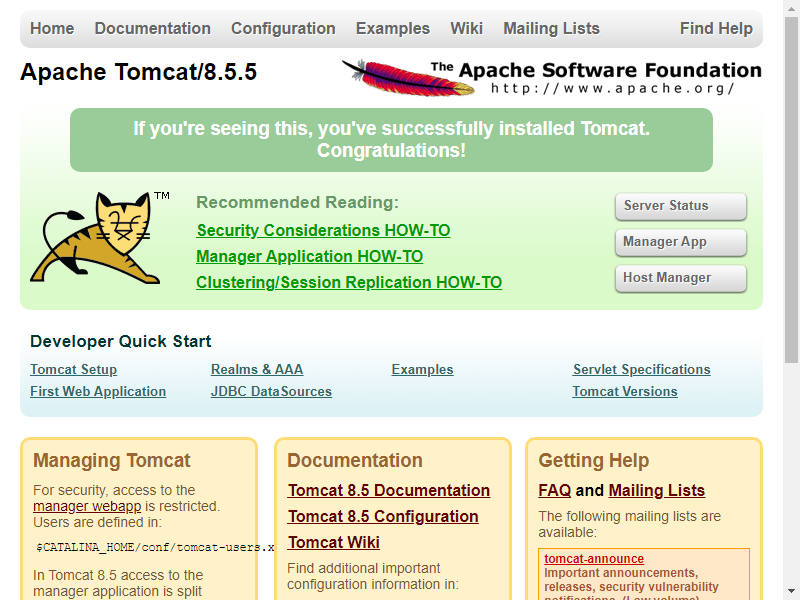 Home Documentation Configuration Examples Wiki Mailing Lists Find Help
Apache Tomcat/8.5.5
The Apache Software Foundation
http://www.apache.org/
If you're seeing this, you've successfully installed Tomcat.
Congratulations!
TM
Recommended Reading:
Security Considerations HOW-TO
Manager Application HOW-TO
Clustering/Session Replication HOW-TO
Server Status
Manager App
Host Manager
Developer Quick Start
Tomcat Setup
First Web Application
Realms & AAA
JDBC DataSources
Examples
Servlet Specifications
Tomcat Versions
Managing Tomcat
For security, access to the
manager webapp is restricted.
Users are defined in:
$CATALINA_HOME/conf/tomcat-users.x
In Tomcat 8.5 access to the
manager application is split
Documentation
Tomcat 8.5 Documentation
Tomcat 8.5 Configuration
Tomcat Wiki
Find additional important
configuration information in:
Getting Help
FAQ and Mailing Lists
The following mailing lists are
available:
tomcat-announce
Important announcements,
releases, security vulnerability
notifications. (Low volume)